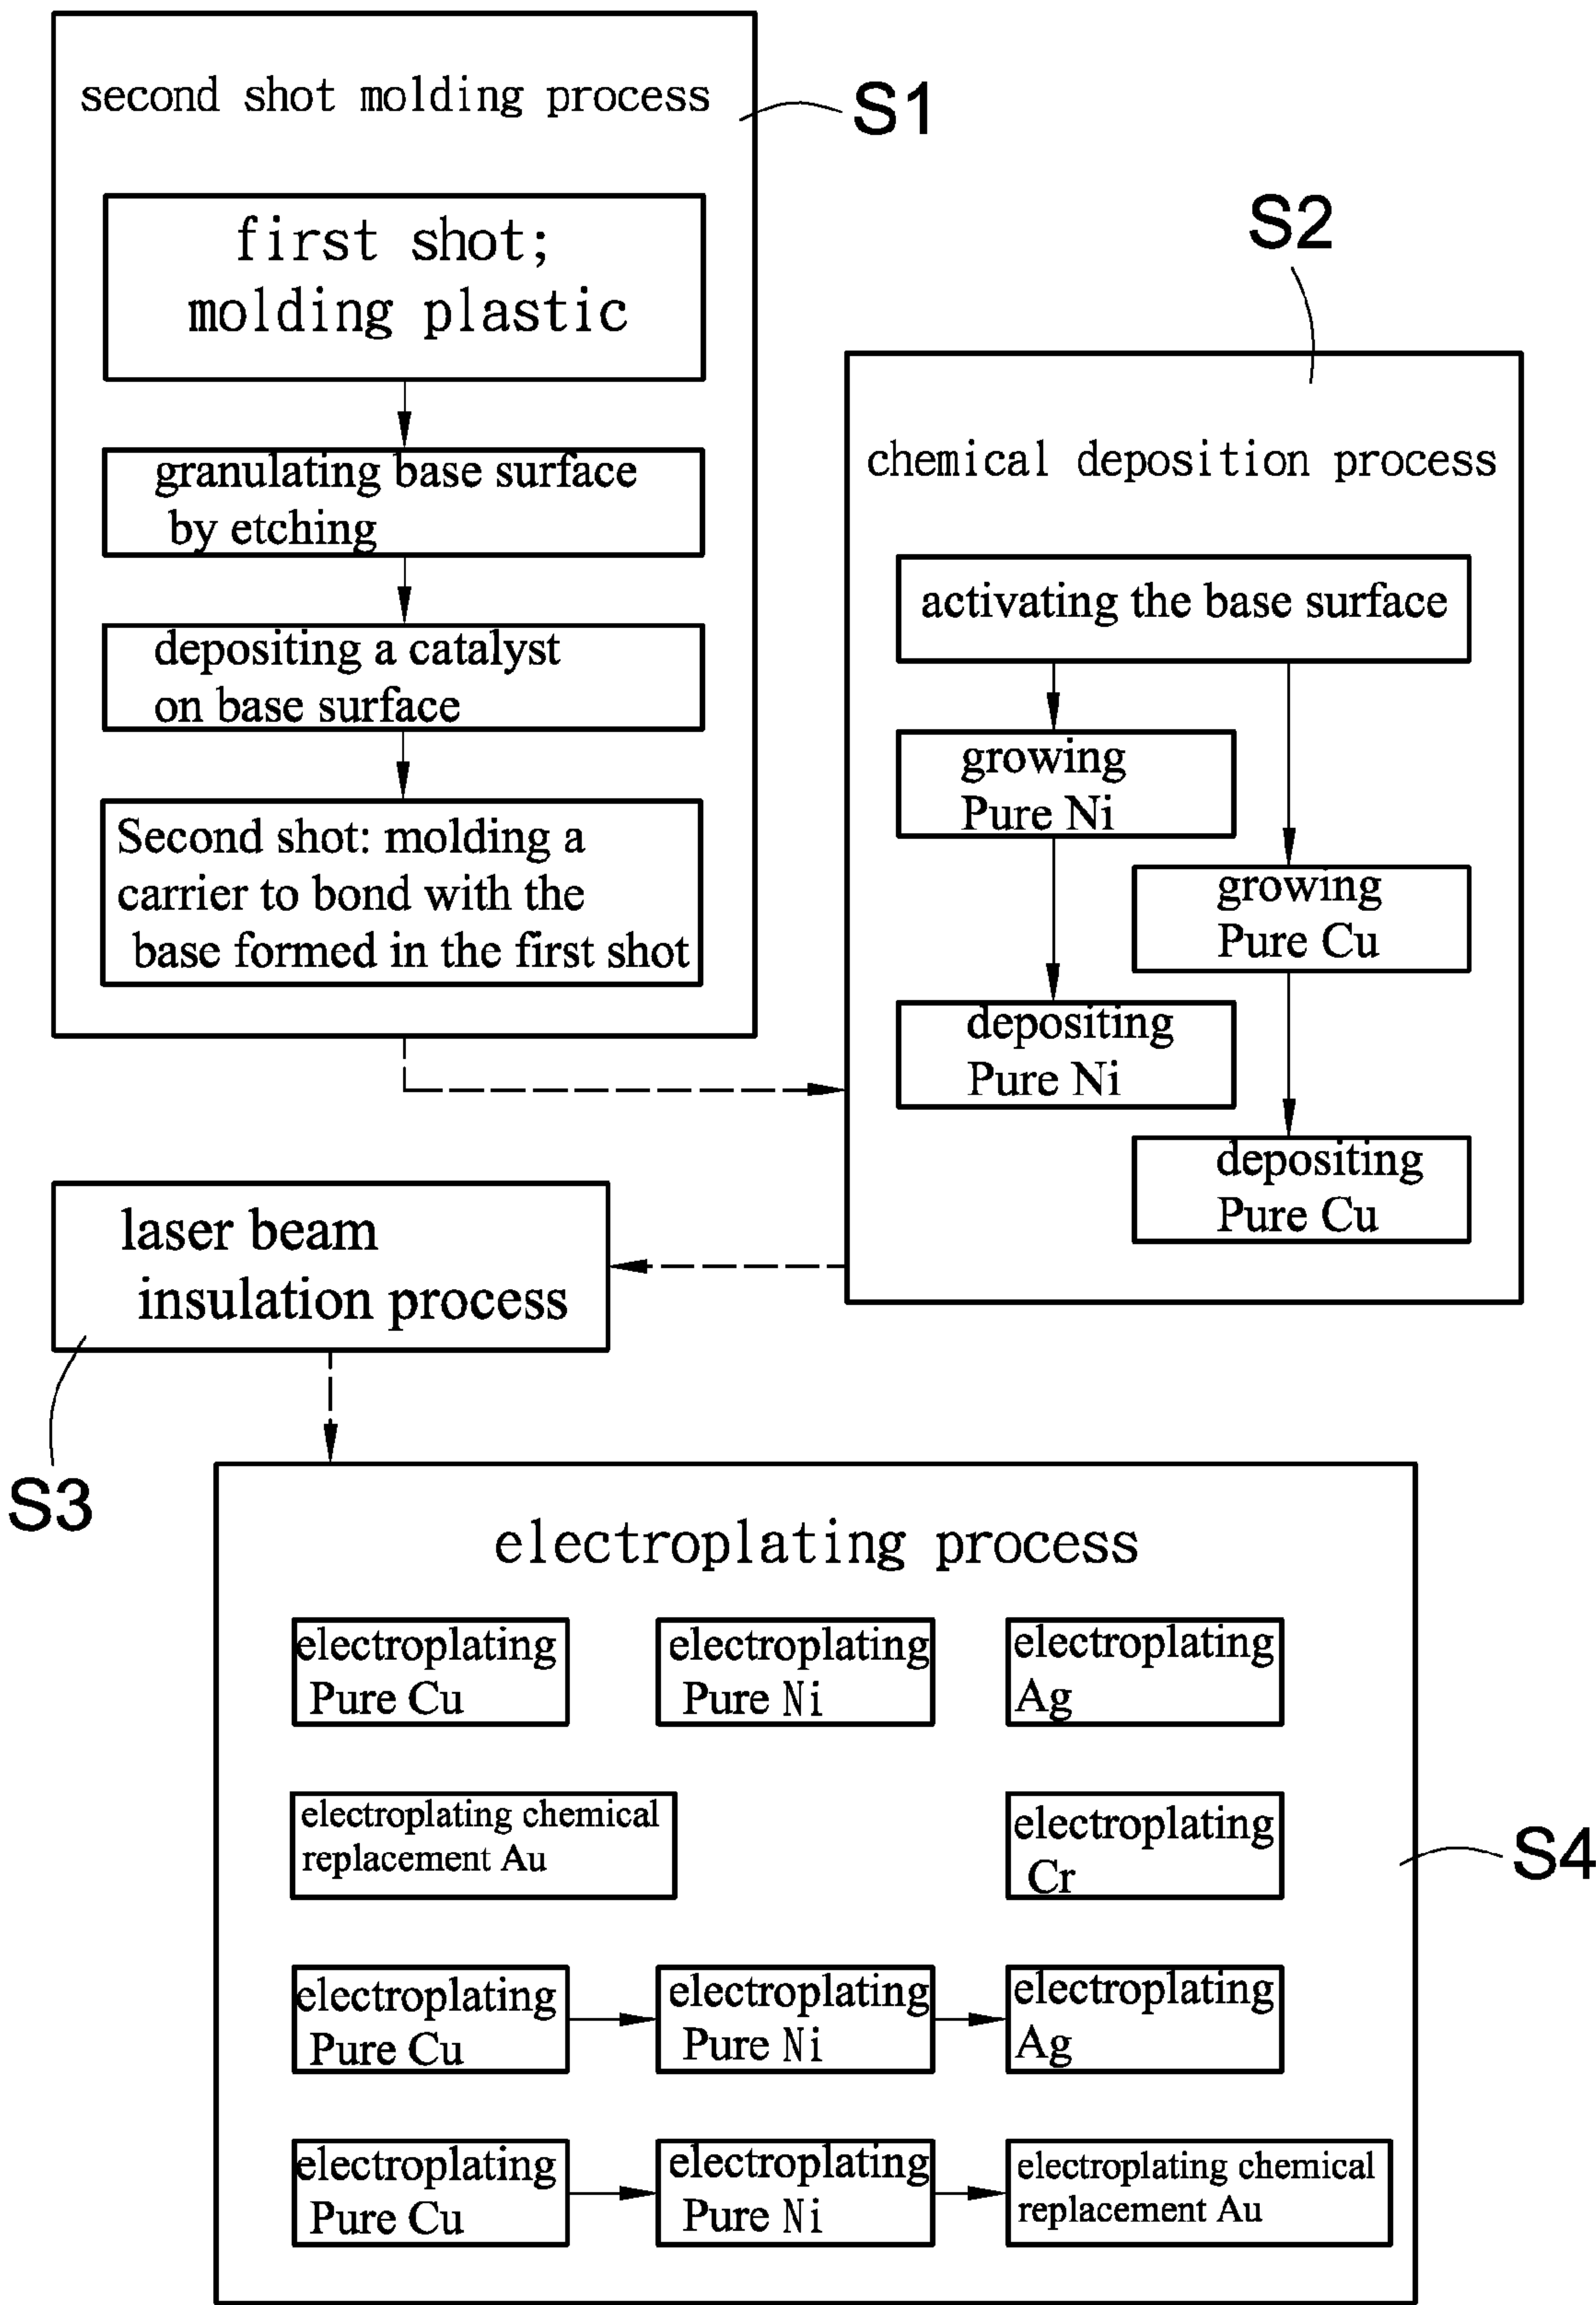 second shot molding process
S1
first shot;
molding plastic
granulating base surface
by etching
depositing a catalyst
on base surface
Second shot: molding a
carrier to bond with the
base formed in the first shot
S2
chemical deposition process
activating the base surface
growing
Pure Ni
growing
Pure Cu
depositing
Pure Ni
depositing
Pure Cu
laser beam
insulation process
S3
electroplating process
electroplating
Pure Cu
electroplating
Pure Ni
electroplating
Ag
electroplating chemical
replacement Au
electroplating
Cr
S4
electroplating
Pure Cu
electroplating
Pure Ni
electroplating
Ag
electroplating
Pure Cu
electroplating
Pure Ni
electroplating chemical
replacement Au